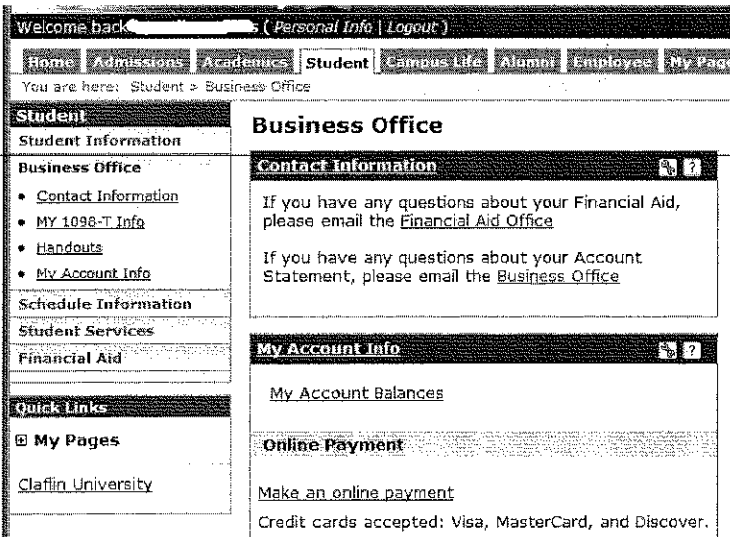 Welcome back s ( Personal Info | Logout )
Home Admissions Academics Student Campus Life Alumni Employee My Page
You are here: Student > Business Office
Student
Student Information
Business Office
• Contact Information
• MY 1098-T Info
• Handouts
• My Account Info
Schedule Information
Student Services
Financial Aid
Quick Links
My Pages
Claflin University
Business Office
Contact Information
If you have any questions about your Financial Aid,
please email the Financial Aid Office
If you have any questions about your Account
Statement, please email the Business Office
My Account Info
My Account Balances
Online Payment
Make an online payment
Credit cards accepted: Visa, MasterCard, and Discover.